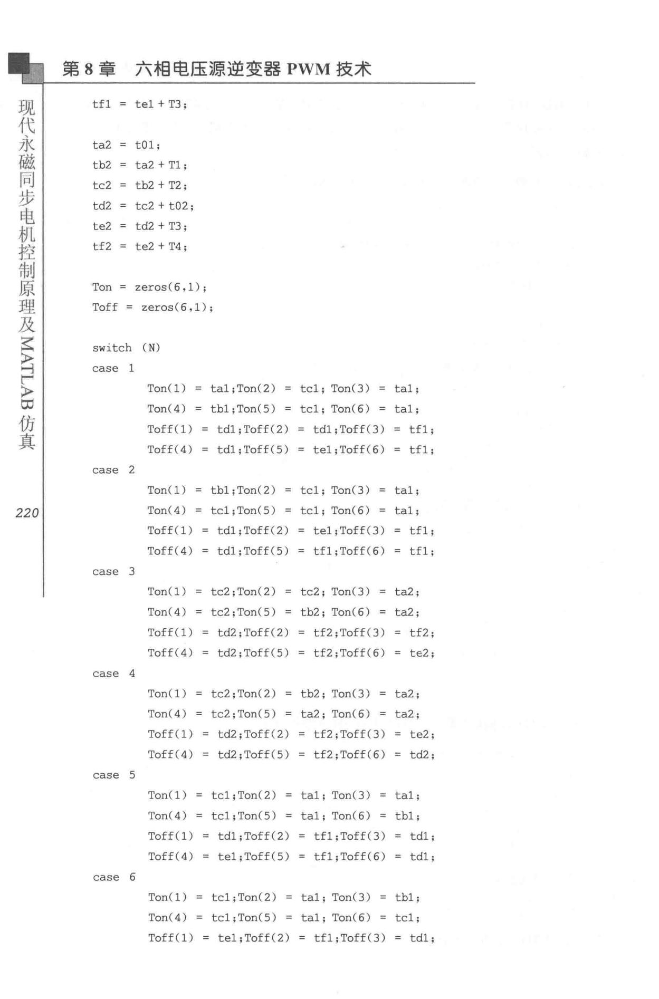 第 8 章 六相电压源逆变器 PWM 技术
现代永磁同步电机控制原理及MATLAB仿真
220
tf1 = te1 + T3;
ta2 = t01;
tb2 = ta2 + T1;
tc2 = tb2 + T2;
td2 = tc2 + t02;
te2 = td2 + T3;
tf2 = te2 + T4;
Ton = zeros(6,1);
Toff = zeros(6,1);
switch (N)
case 1
Ton(1) = ta1;Ton(2) = tc1; Ton(3) = ta1;
Ton(4) = tb1;Ton(5) = tc1; Ton(6) = ta1;
Toff(1) = td1;Toff(2) = td1;Toff(3) = tf1;
Toff(4) = td1;Toff(5) = te1;Toff(6) = tf1;
case 2
Ton(1) = tb1;Ton(2) = tc1; Ton(3) = ta1;
Ton(4) = tc1;Ton(5) = tc1; Ton(6) = ta1;
Toff(1) = td1;Toff(2) = te1;Toff(3) = tf1;
Toff(4) = td1;Toff(5) = tf1;Toff(6) = tf1;
case 3
Ton(1) = tc2;Ton(2) = tc2; Ton(3) = ta2;
Ton(4) = tc2;Ton(5) = tb2; Ton(6) = ta2;
Toff(1) = td2;Toff(2) = tf2;Toff(3) = tf2;
Toff(4) = td2;Toff(5) = tf2;Toff(6) = te2;
case 4
Ton(1) = tc2;Ton(2) = tb2; Ton(3) = ta2;
Ton(4) = tc2;Ton(5) = ta2; Ton(6) = ta2;
Toff(1) = td2;Toff(2) = tf2;Toff(3) = te2;
Toff(4) = td2;Toff(5) = tf2;Toff(6) = td2;
case 5
Ton(1) = tc1;Ton(2) = ta1; Ton(3) = ta1;
Ton(4) = tc1;Ton(5) = ta1; Ton(6) = tb1;
Toff(1) = td1;Toff(2) = tf1;Toff(3) = td1;
Toff(4) = te1;Toff(5) = tf1;Toff(6) = td1;
case 6
Ton(1) = tc1;Ton(2) = ta1; Ton(3) = tb1;
Ton(4) = tc1;Ton(5) = ta1; Ton(6) = tc1;
Toff(1) = te1;Toff(2) = tf1;Toff(3) = td1;